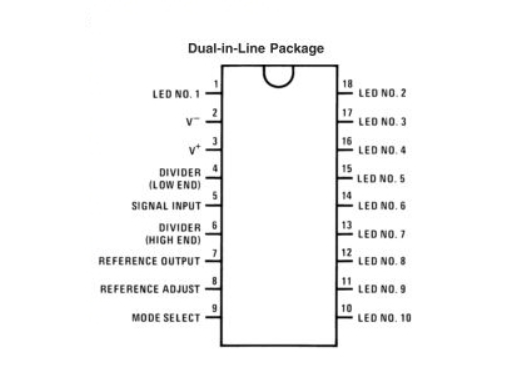 Dual-in-Line Package
LED NO. 1 1
V− 2
V+ 3
DIVIDER
(LOW END) 4
SIGNAL INPUT 5
DIVIDER
(HIGH END) 6
REFERENCE OUTPUT 7
REFERENCE ADJUST 8
MODE SELECT 9
18 LED NO. 2
17 LED NO. 3
16 LED NO. 4
15 LED NO. 5
14 LED NO. 6
13 LED NO. 7
12 LED NO. 8
11 LED NO. 9
10 LED NO. 10